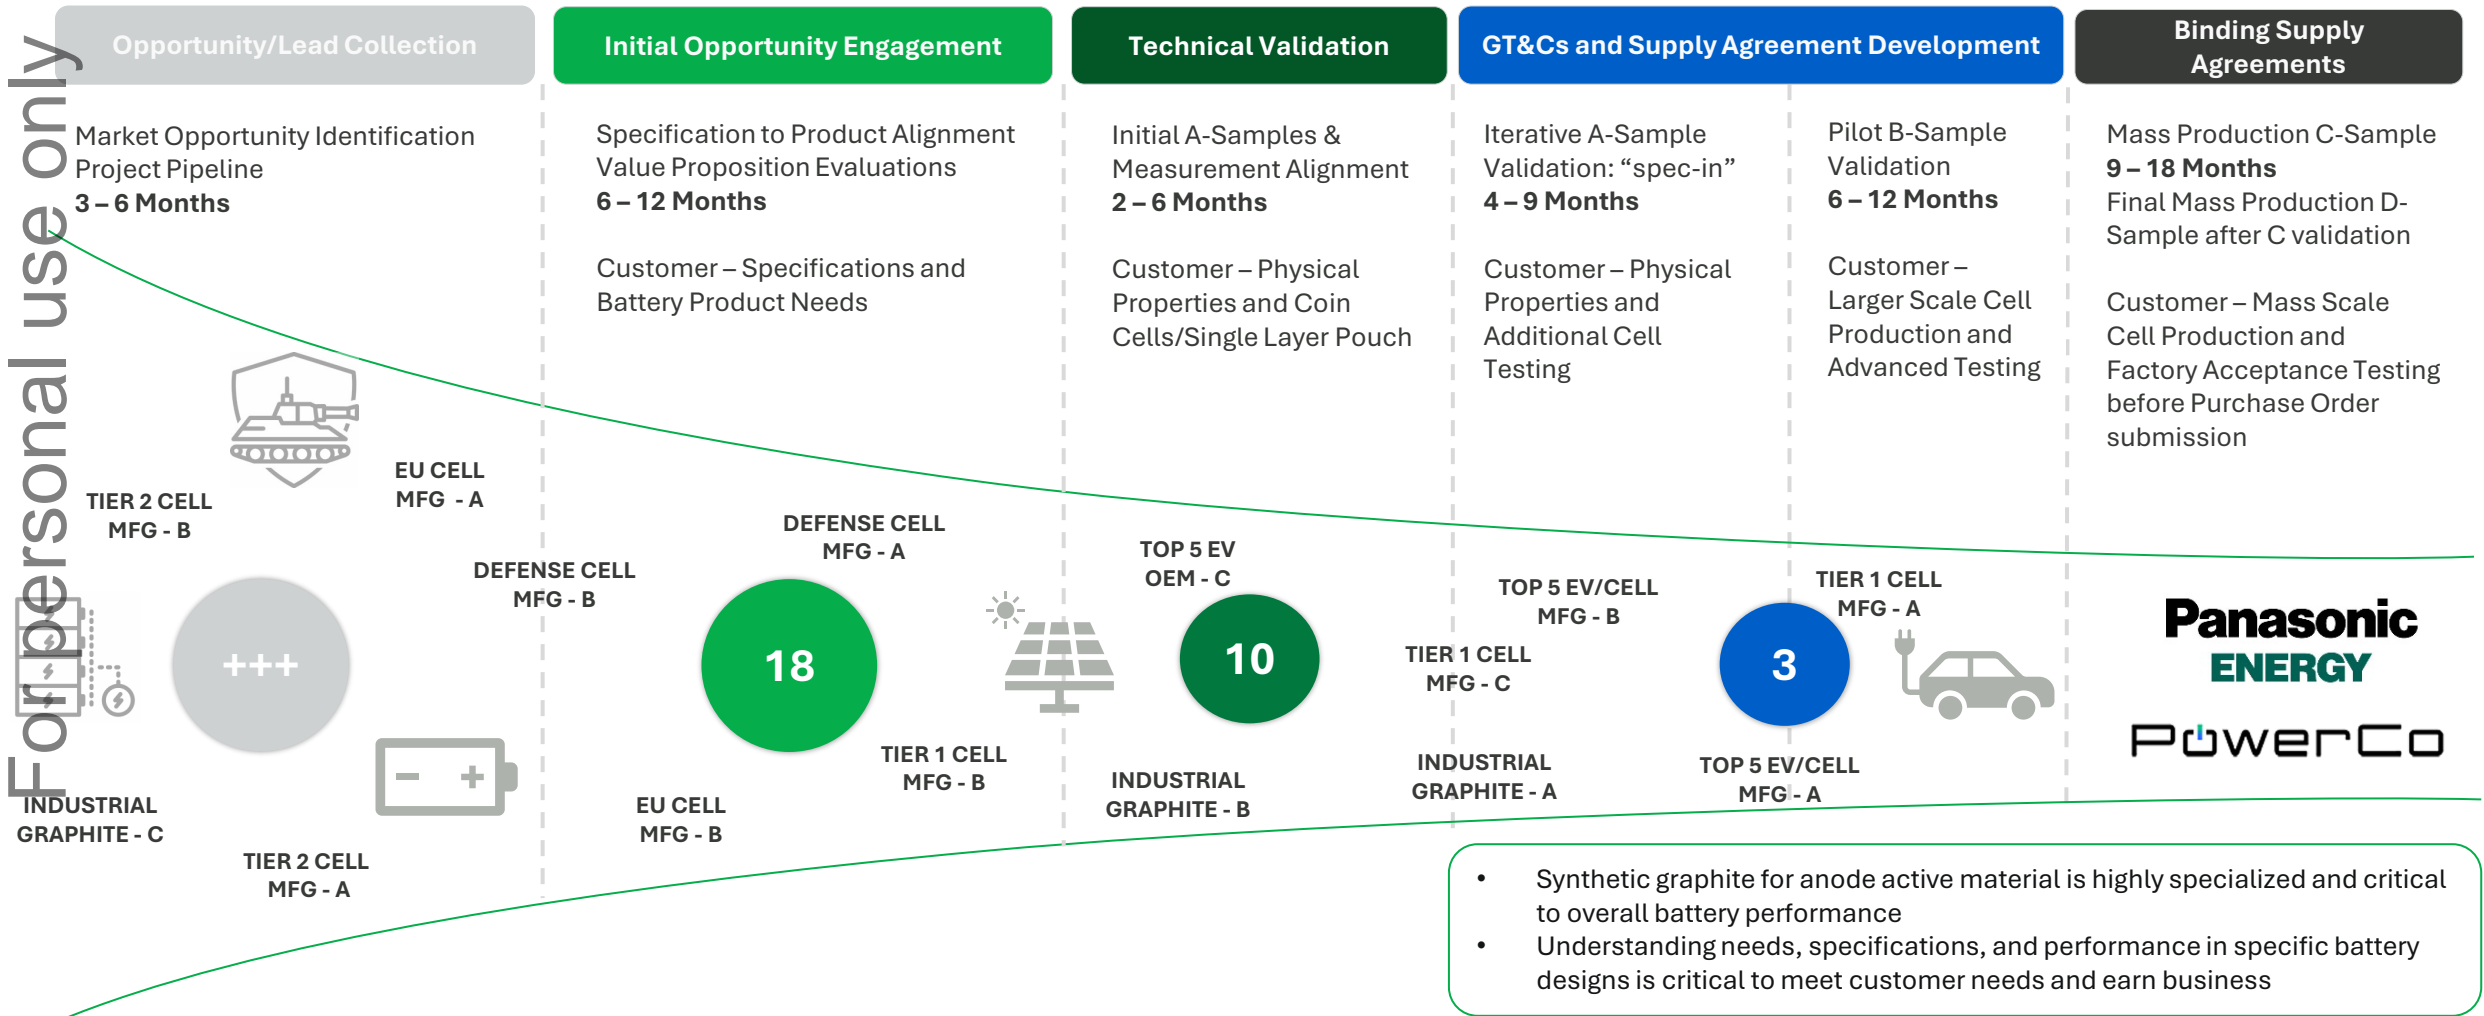 For personal use only
Opportunity/Lead Collection
Initial Opportunity Engagement
Technical Validation
GT&Cs and Supply Agreement Development
Binding Supply
Agreements
Market Opportunity Identification
Project Pipeline
3 – 6 Months
Specification to Product Alignment
Value Proposition Evaluations
6 – 12 Months
Customer – Specifications and
Battery Product Needs
Initial A-Samples &
Measurement Alignment
2 – 6 Months
Customer – Physical
Properties and Coin
Cells/Single Layer Pouch
Iterative A-Sample
Validation: “spec-in”
4 – 9 Months
Customer – Physical
Properties and
Additional Cell
Testing
Pilot B-Sample
Validation
6 – 12 Months
Customer –
Larger Scale Cell
Production and
Advanced Testing
Mass Production C-Sample
9 – 18 Months
Final Mass Production D-
Sample after C validation
Customer – Mass Scale
Cell Production and
Factory Acceptance Testing
before Purchase Order
submission
TIER 2 CELL
MFG - B
EU CELL
MFG - A
DEFENSE CELL
MFG - B
+++
INDUSTRIAL
GRAPHITE - C
TIER 2 CELL
MFG - A
DEFENSE CELL
MFG - A
18
TIER 1 CELL
MFG - B
EU CELL
MFG - B
TOP 5 EV
OEM - C
10
INDUSTRIAL
GRAPHITE - B
TIER 1 CELL
MFG - C
INDUSTRIAL
GRAPHITE - A
TOP 5 EV/CELL
MFG - B
3
TIER 1 CELL
MFG - A
TOP 5 EV/CELL
MFG - A
Panasonic
ENERGY
PowerCo
• Synthetic graphite for anode active material is highly specialized and critical
to overall battery performance
• Understanding needs, specifications, and performance in specific battery
designs is critical to meet customer needs and earn business